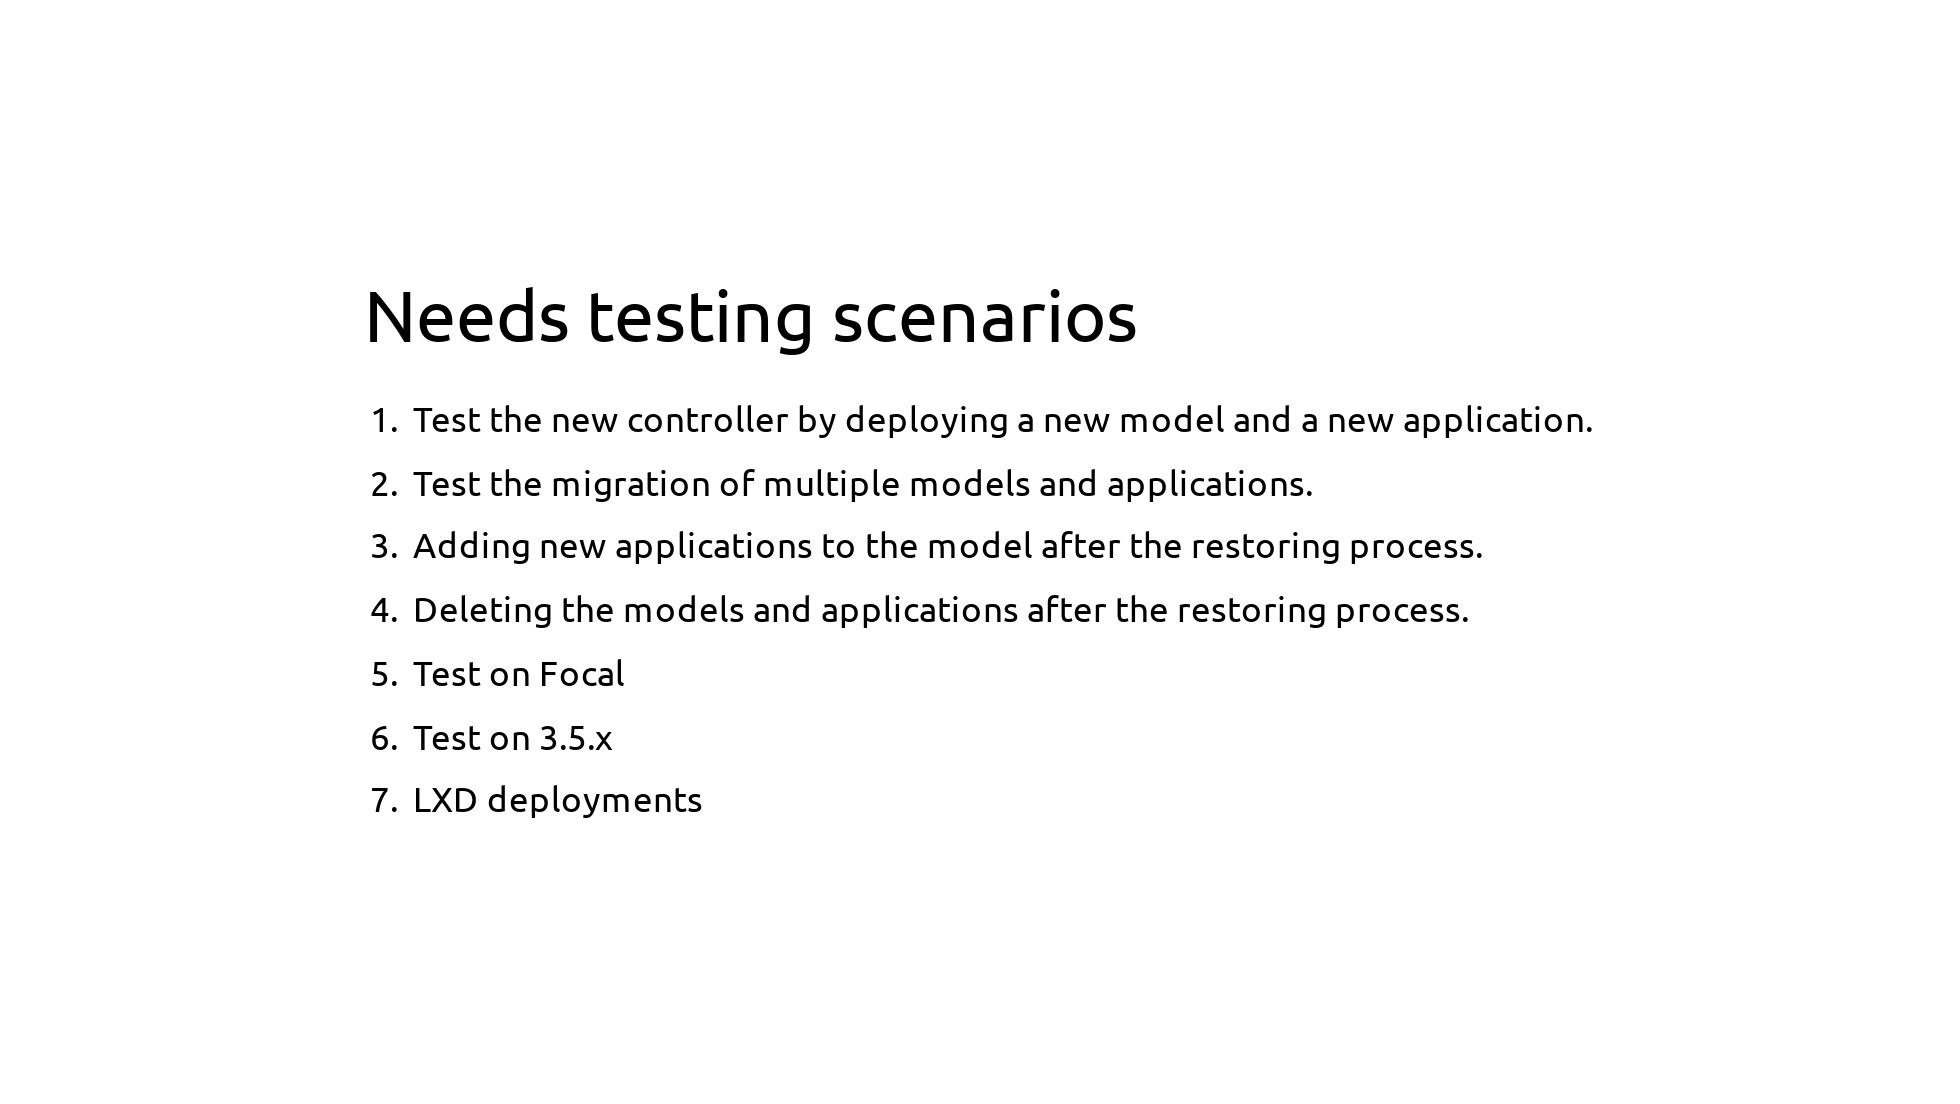 Needs testing scenarios
1. Test the new controller by deploying a new model and a new application.
2. Test the migration of multiple models and applications.
3. Adding new applications to the model after the restoring process.
4. Deleting the models and applications after the restoring process.
5. Test on Focal
6. Test on 3.5.x
7. LXD deployments